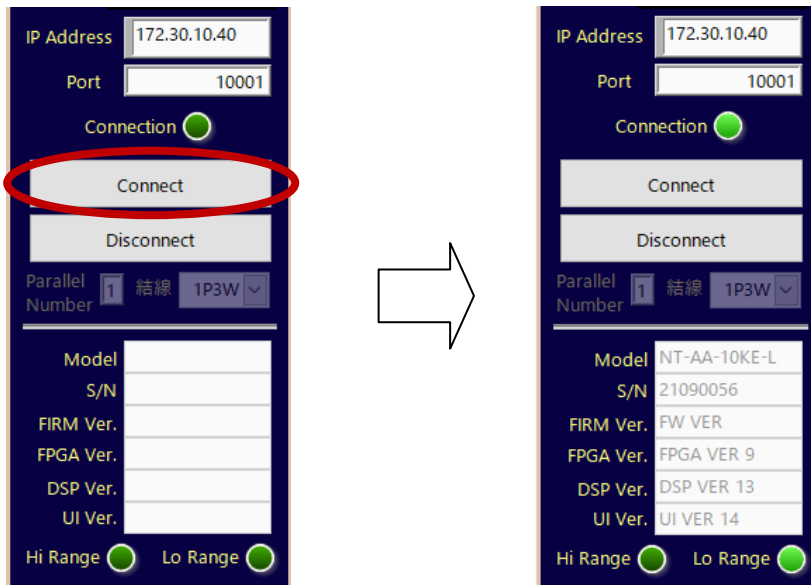 IP Address 172.30.10.40
Port 10001
Connection
Connect
Disconnect
Parallel Number 1 結線 1P3W
Model
S/N
FIRM Ver.
FPGA Ver.
DSP Ver.
UI Ver.
Hi Range Lo Range
IP Address 172.30.10.40
Port 10001
Connection
Connect
Disconnect
Parallel Number 1 結線 1P3W
Model NT-AA-10KE-L
S/N 21090056
FIRM Ver. FW VER
FPGA Ver. FPGA VER 9
DSP Ver. DSP VER 13
UI Ver. UI VER 14
Hi Range Lo Range